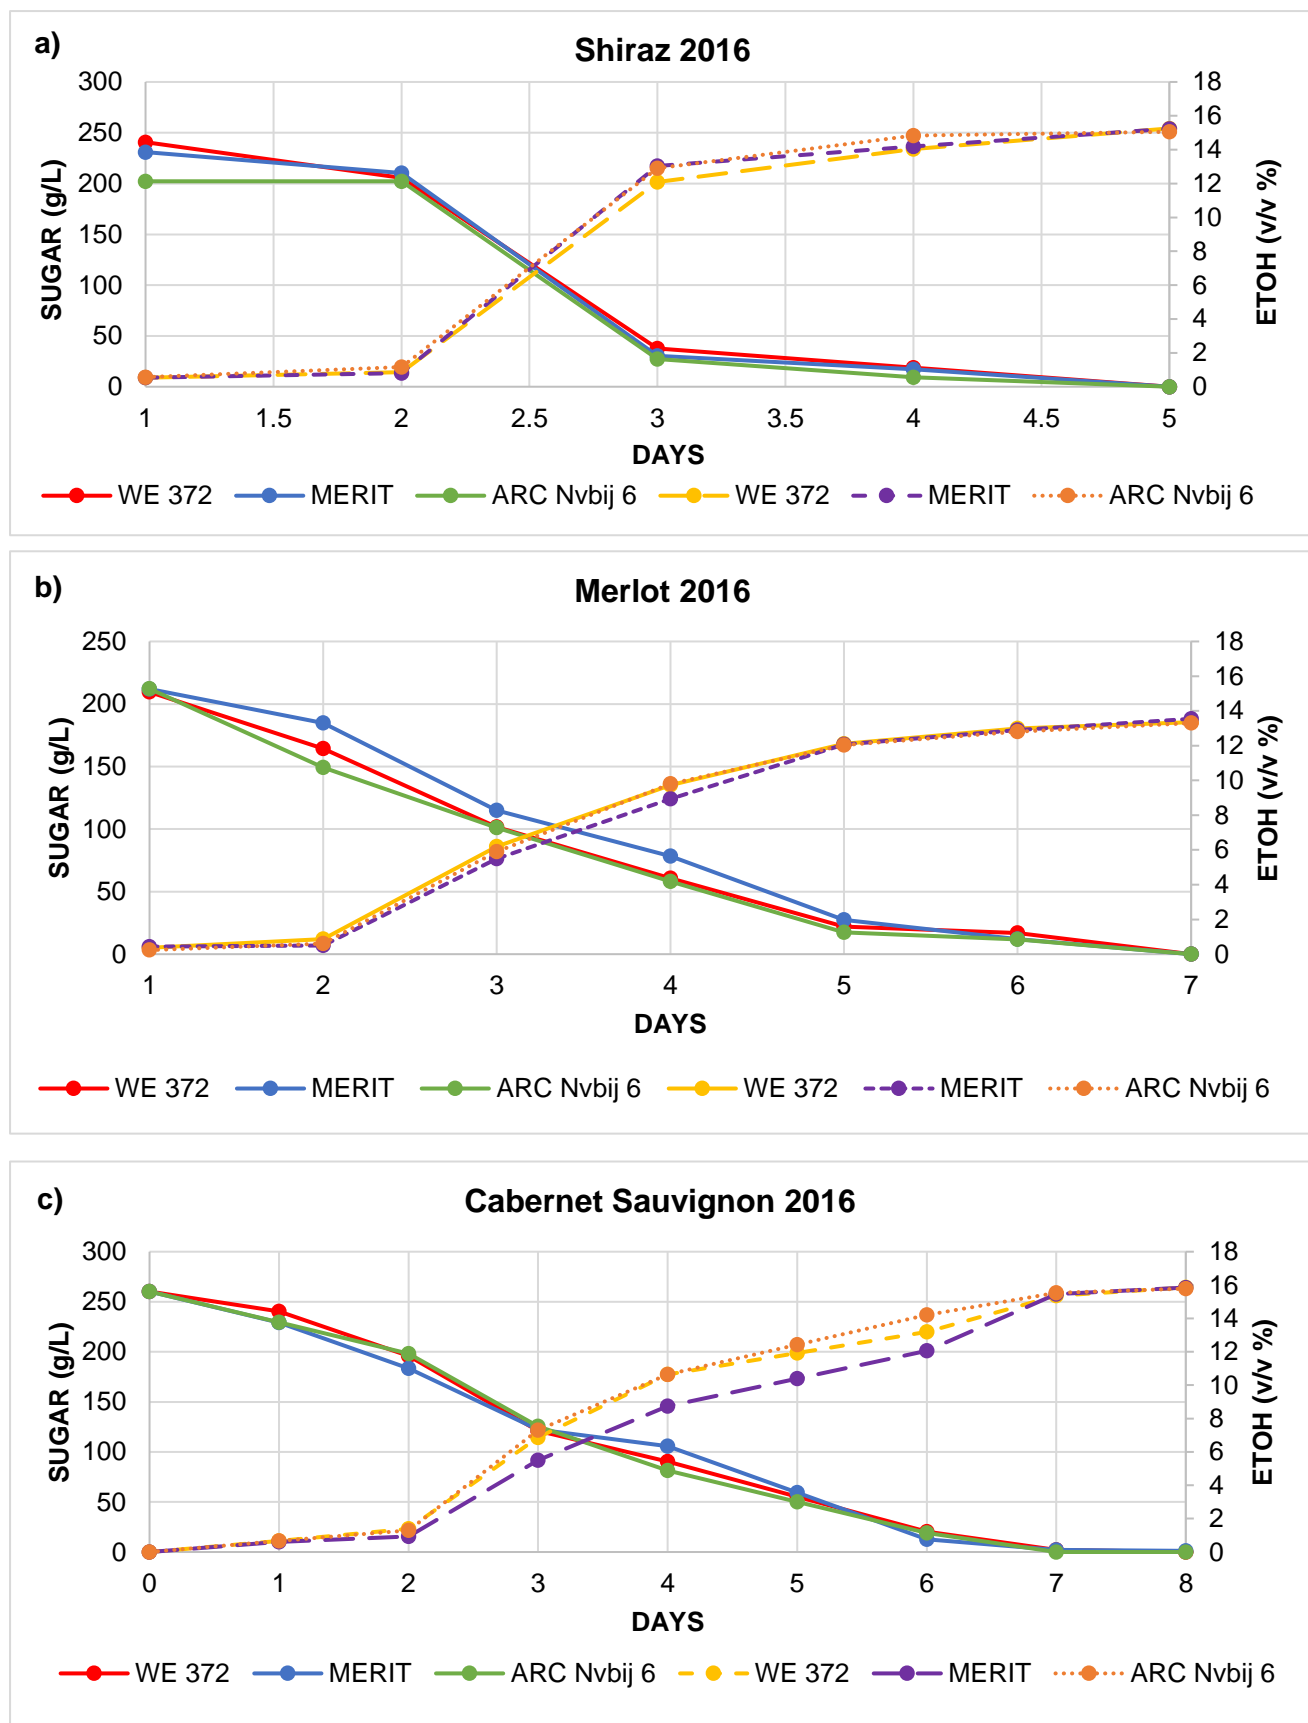 a)
Shiraz 2016
300
250
200
150
100
50
0
SUGAR (g/L)
18
16
14
12
10
8
6
4
2
0
ETOH (v/v %)
1 1.5 2 2.5 3 3.5 4 4.5 5
DAYS
WE 372 MERIT ARC Nvbij 6 WE 372 MERIT ARC Nvbij 6
b)
Merlot 2016
250
200
150
100
50
0
SUGAR (g/L)
18
16
14
12
10
8
6
4
2
0
ETOH (v/v %)
1 2 3 4 5 6 7
DAYS
WE 372 MERIT ARC Nvbij 6 WE 372 MERIT ARC Nvbij 6
c)
Cabernet Sauvignon 2016
300
250
200
150
100
50
0
SUGAR (g/L)
18
16
14
12
10
8
6
4
2
0
ETOH (v/v %)
0 1 2 3 4 5 6 7 8
DAYS
WE 372 MERIT ARC Nvbij 6 WE 372 MERIT ARC Nvbij 6